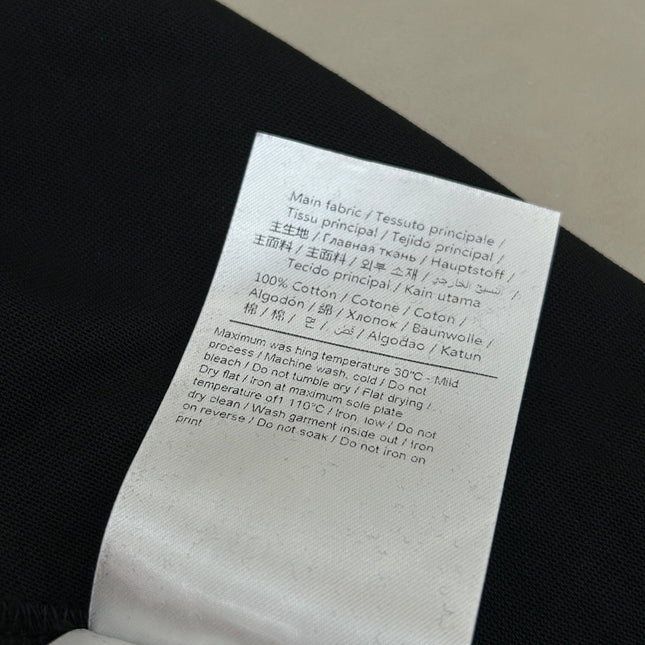 Main fabric / Tessuto principale /
Tissu principal / Tejido principal /
主生地 / Главная ткань / Hauptstoff /
主面料 / 主面料 / 외부 소재 / النسيج الخارجي /
Tecido principal / Kain utama
100% Cotton / Cotone / Coton /
Algodón / 綿 / Хлопок / Baumwolle /
棉 / 棉 / 면 / قطن / Algodao / Katun
Maximum was hing temperature 30°C - Mild
process / Machine wash, cold / Do not
bleach / Do not tumble dry / Flat drying /
Dry flat / Iron at maximum sole plate
temperature of1 110°C / Iron, low / Do not
dry clean / Wash garment inside out / Iron
on reverse / Do not soak / Do not iron on
print